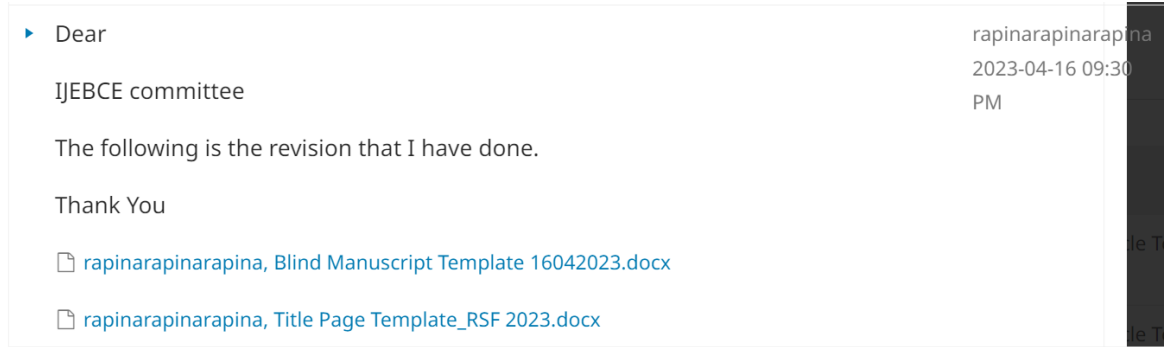 Dear
rapinarapinarapina
2023-04-16 09:30
PM
IJEBCE committee
The following is the revision that I have done.
Thank You
rapinarapinarapina, Blind Manuscript Template 16042023.docx
rapinarapinarapina, Title Page Template_RSF 2023.docx